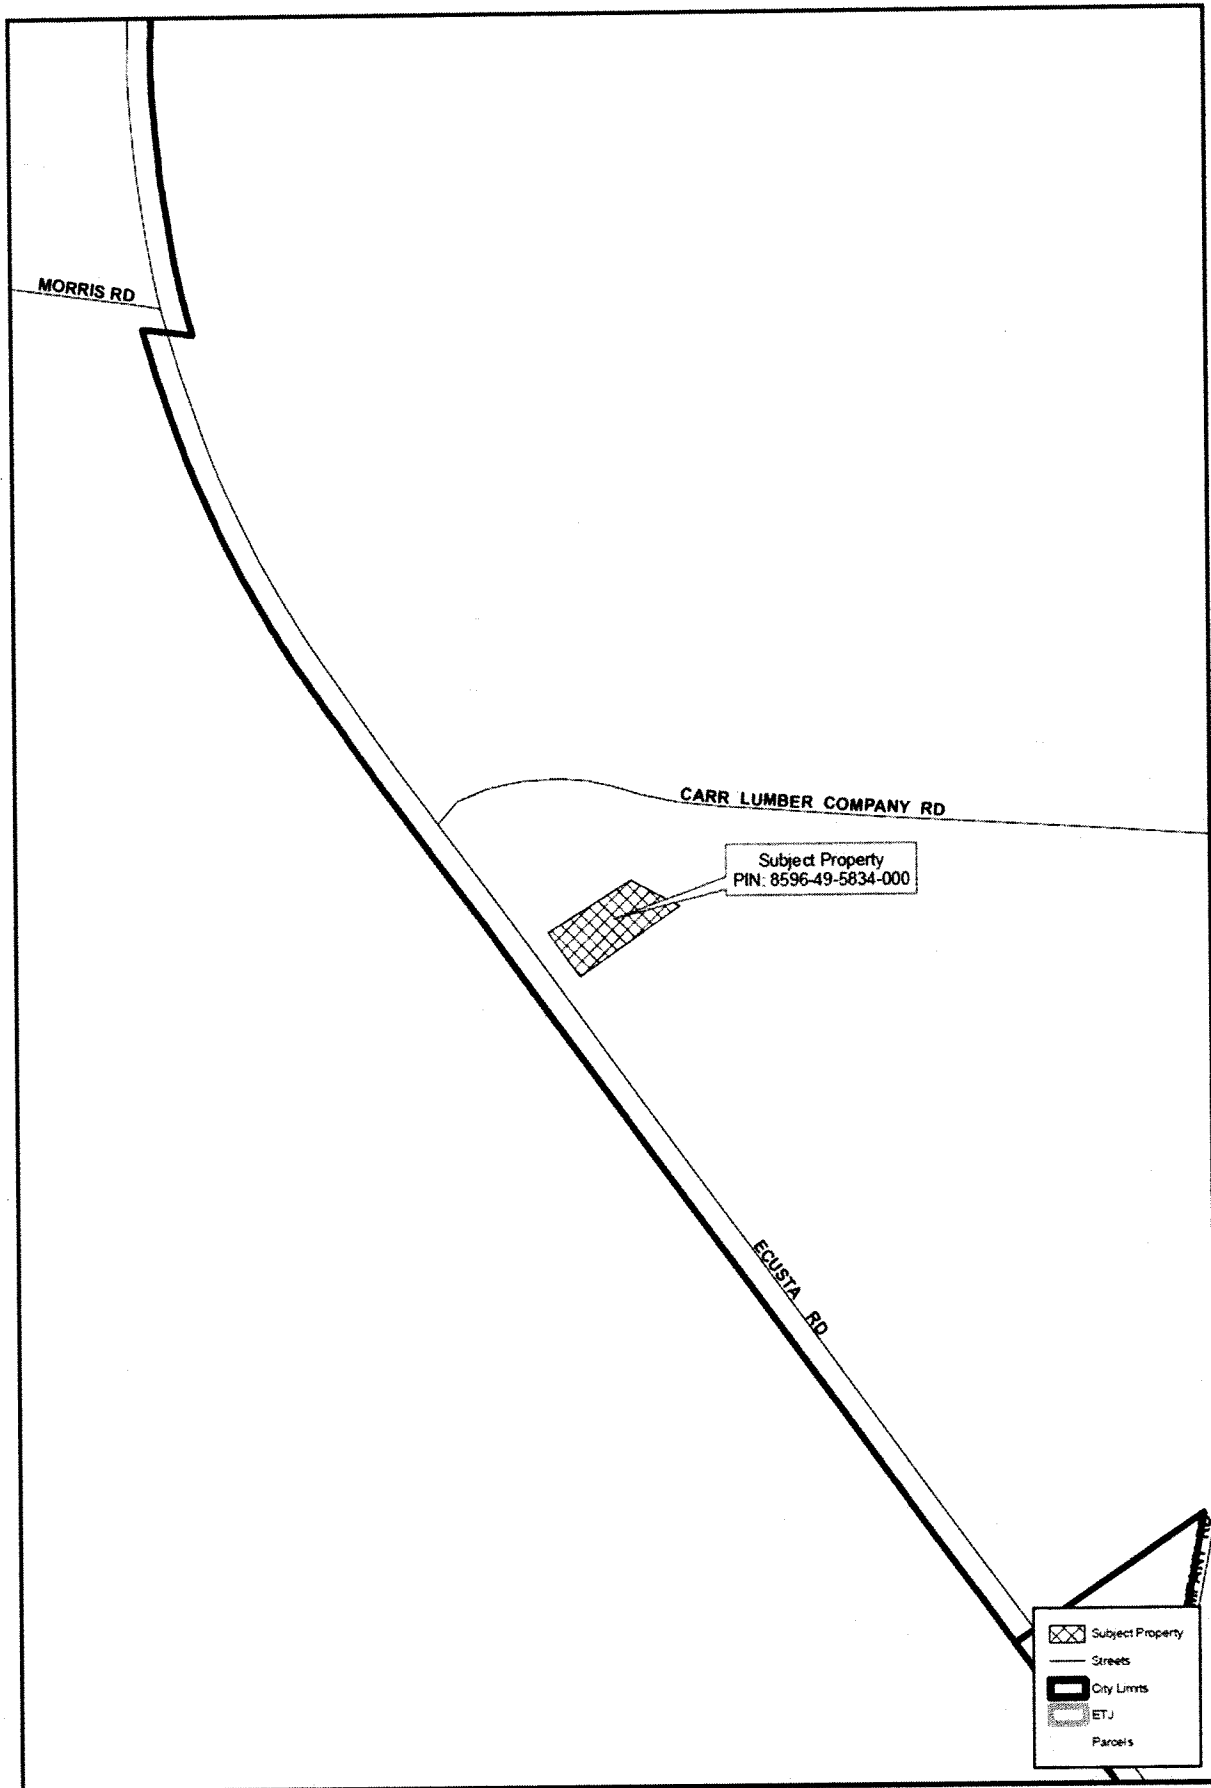 MORRIS RD
CARR LUMBER COMPANY RD
Subject Property
PIN: 8596-49-5834-000
ECUSTA RD
Subject Property
Streets
City Limits
ETJ
Parcels